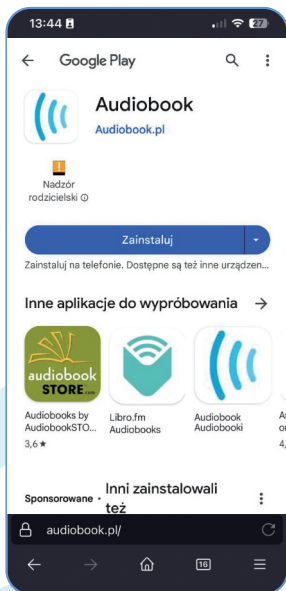 13:44
27
Google Play
Audiobook
Audiobook.pl
Nadzór
rodzicielski
Zainstaluj
Zainstaluj na telefonie. Dostępne są też inne urządzen...
Inne aplikacje do wypróbowania
audiobook
STORE.com
Audiobooks by
AudiobookSTO...
3,6★
Libro.fm
Audiobooks
Audiobook
Audiobooki
A
4,
Sponsorowane · Inni zainstalowali
też
audiobook.pl/
16